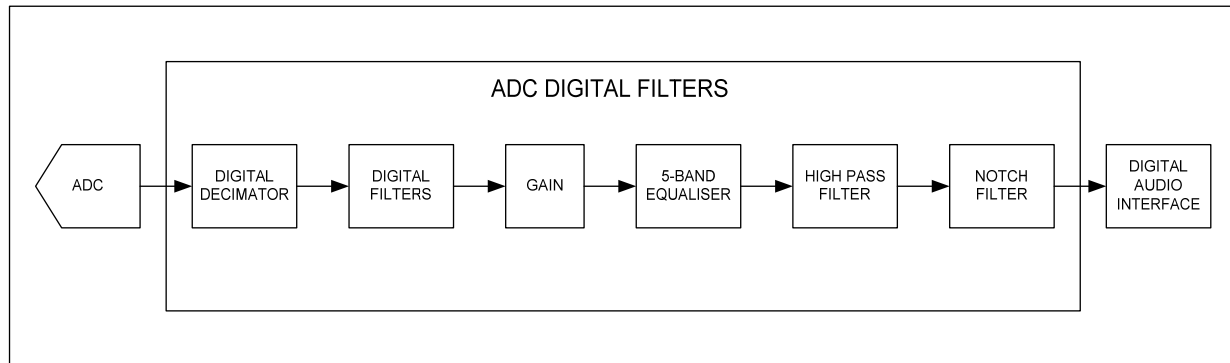 ADC DIGITAL FILTERS
ADC
DIGITAL
DECIMATOR
DIGITAL
FILTERS
GAIN
5-BAND
EQUALISER
HIGH PASS
FILTER
NOTCH
FILTER
DIGITAL
AUDIO
INTERFACE